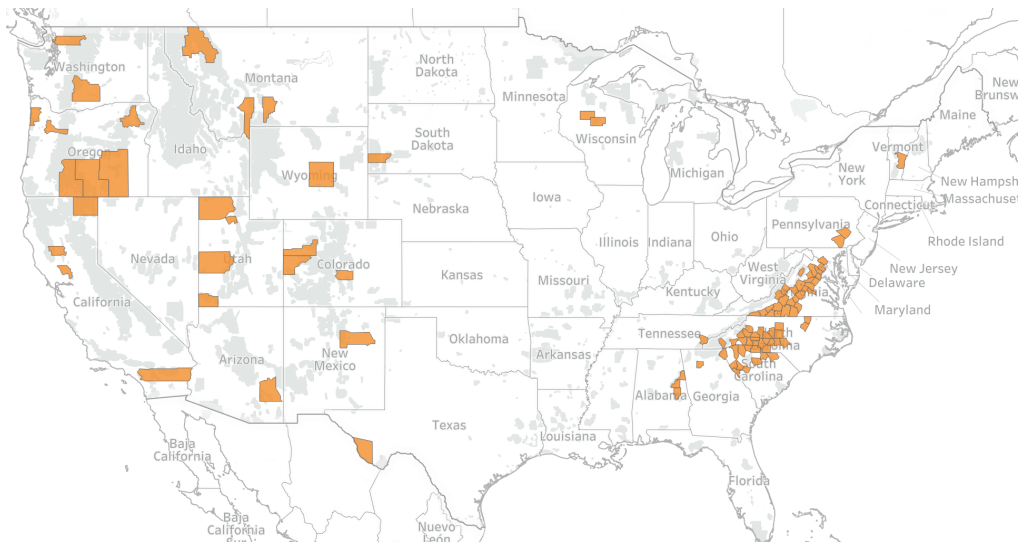 Washington
Montana
North
Dakota
Minnesota
Maine
New
Brunsw
Oregon
Idaho
South
Dakota
Wisconsin
Vermont
Wyoming
Michigan
New
York
New Hampsh
Massachuset
Nebraska
Iowa
Connecticut
Pennsylvania
Rhode Island
Nevada
Utah
Colorado
Illinois
Indiana
Ohio
New Jersey
Delaware
Kansas
Missouri
West
Virginia
Maryland
California
Kentucky
Arizona
New
Mexico
Oklahoma
Tennessee
Arkansas
South
Carolina
Alabama
Georgia
Texas
Louisiana
Baja
California
Florida
Baja
California
Nuevo
León